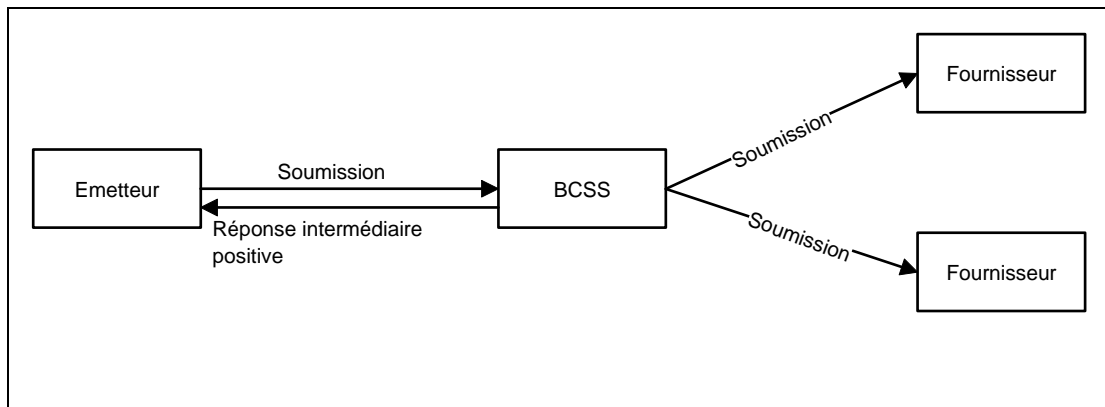 Fournisseur
Soumission
Emetteur
Soumission
BCSS
Réponse intermédiaire
positive
Soumission
Fournisseur